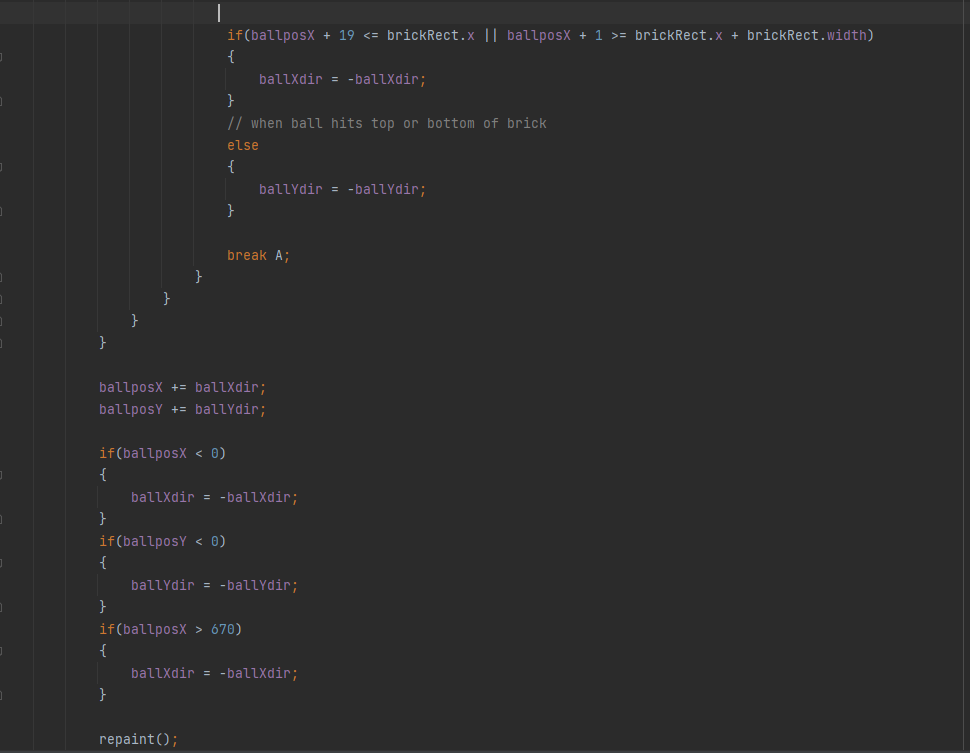 if(ballposX + 19 <= brickRect.x || ballposX + 1 >= brickRect.x + brickRect.width)
{
ballXdir = -ballXdir;
}
// when ball hits top or bottom of brick
else
{
ballYdir = -ballYdir;
}
break A;
}
}
}
}
ballposX += ballXdir;
ballposY += ballYdir;
if(ballposX < 0)
{
ballXdir = -ballXdir;
}
if(ballposY < 0)
{
ballYdir = -ballYdir;
}
if(ballposX > 670)
{
ballXdir = -ballXdir;
}
repaint();